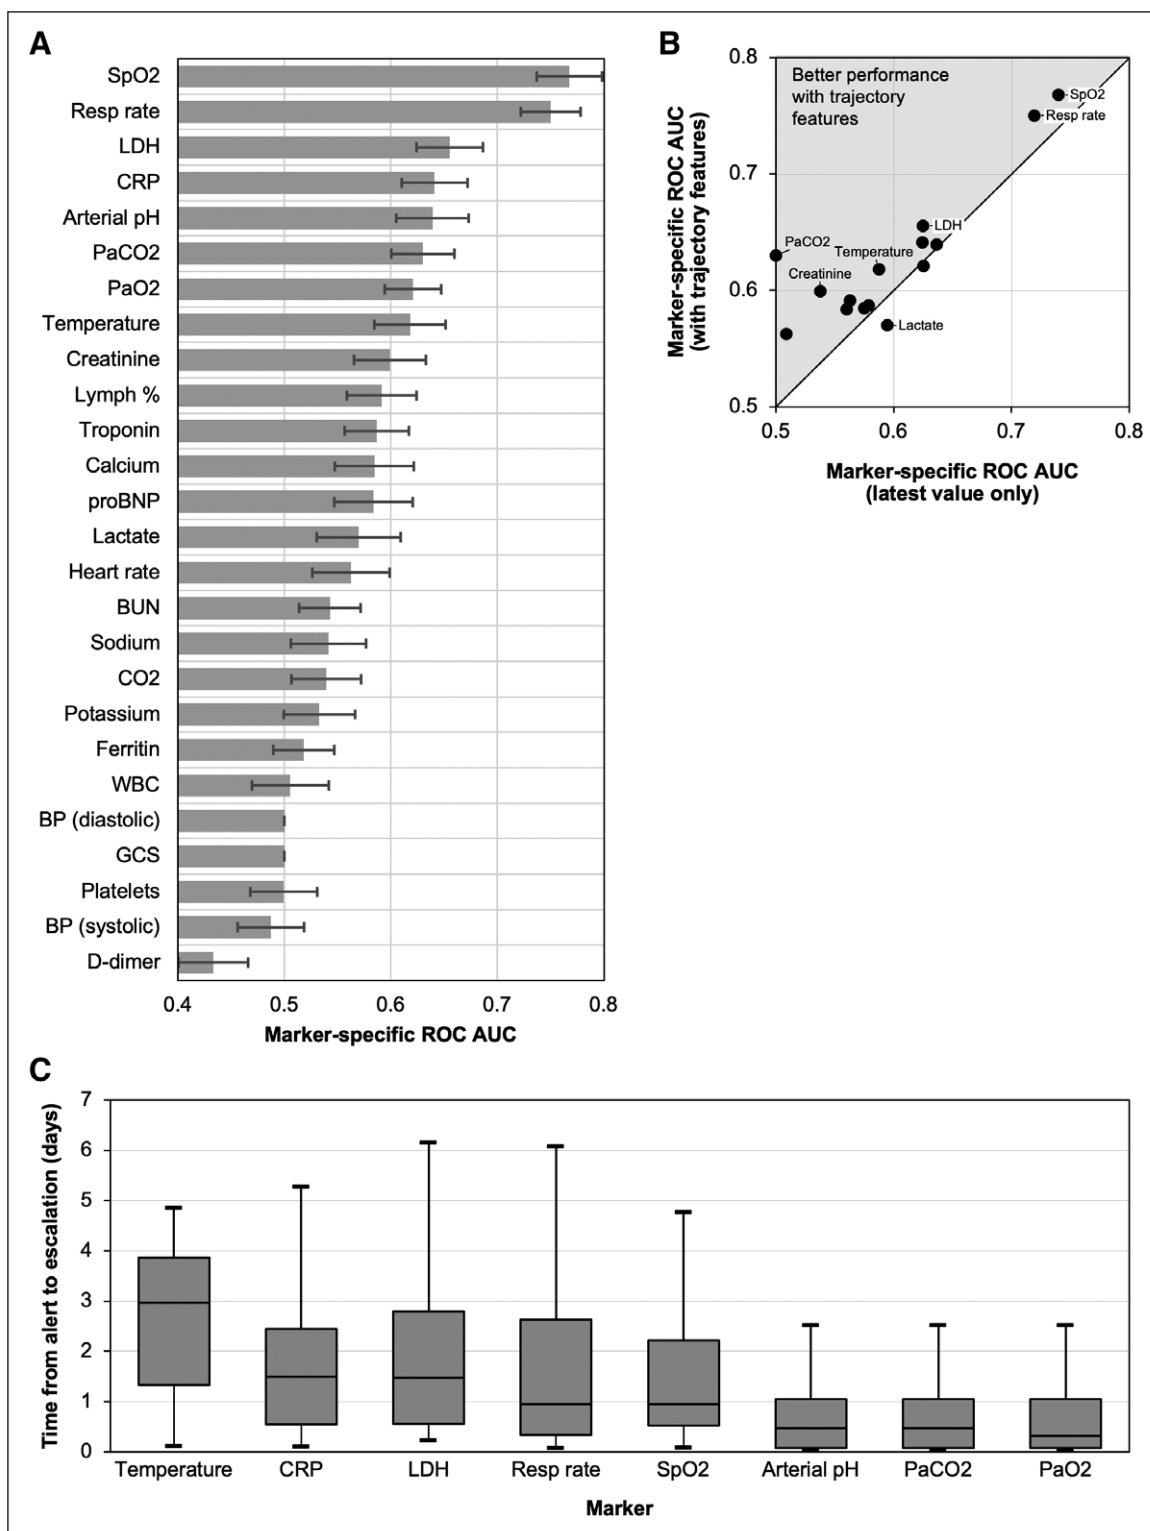 A
SpO2
Resp rate
LDH
CRP
Arterial pH
PaCO2
PaO2
Temperature
Creatinine
Lymph %
Troponin
Calcium
proBNP
Lactate
Heart rate
BUN
Sodium
CO2
Potassium
Ferritin
WBC
BP (diastolic)
GCS
Platelets
BP (systolic)
D-dimer
0.4 0.5 0.6 0.7 0.8
Marker-specific ROC AUC
B
0.8
0.7
0.6
0.5
Marker-specific ROC AUC
(with trajectory features)
Better performance
with trajectory
features
SpO2
Resp rate
LDH
PaCO2
Temperature
Creatinine
Lactate
0.5 0.6 0.7 0.8
Marker-specific ROC AUC
(latest value only)
C
Time from alert to escalation (days)
7
6
5
4
3
2
1
0
Temperature CRP LDH Resp rate SpO2 Arterial pH PaCO2 PaO2
Marker